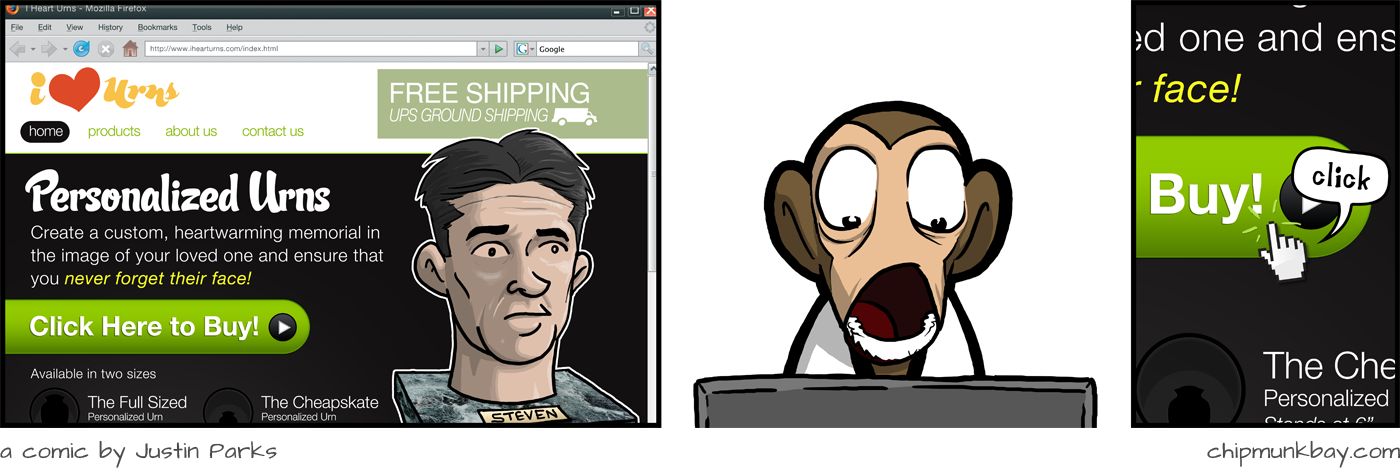 I Heart Urns - Mozilla Firefox
File Edit View History Bookmarks Tools Help
http://www.ihearturns.com/index.html
G Google
i Urns
FREE SHIPPING
UPS GROUND SHIPPING
home products about us contact us
Personalized Urns
Create a custom, heartwarming memorial in
the image of your loved one and ensure that
you never forget their face!
Click Here to Buy!
Available in two sizes
The Full Sized
Personalized Urn
The Cheapskate
Personalized Urn
STEVEN
ed one and ens
r face!
Buy!
click
The Che
Personalized
Stands at 6"
a comic by Justin Parks
chipmunkbay.com